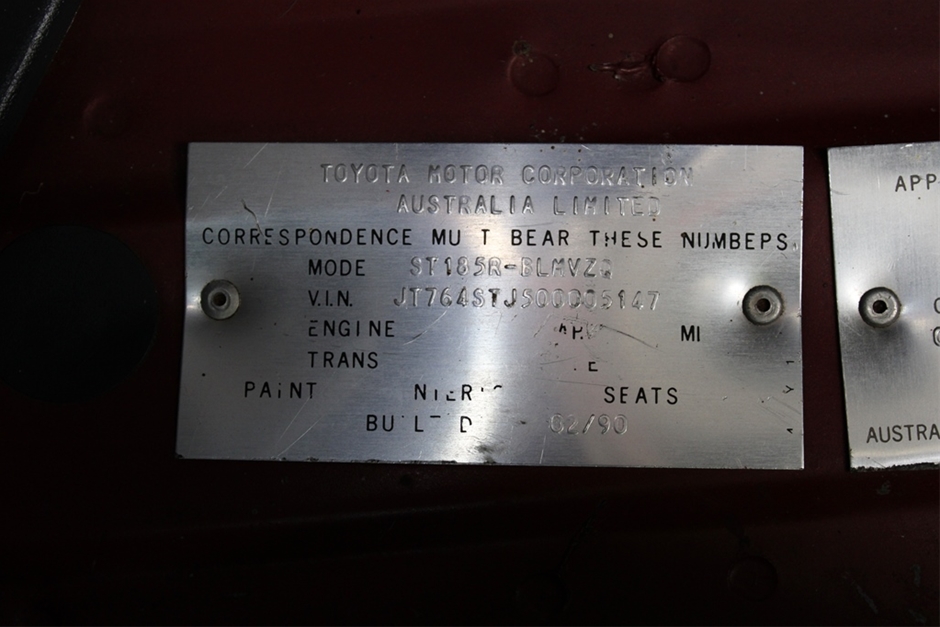 TOYOTA MOTOR CORPORATION
AUSTRALIA LIMITED
CORRESPONDENCE MU T BEAR THESE NUMBEPS.
MODE ST185R-BLMVZQ
V.I.N. JT764STJ500005147
ENGINE MI
TRANS
PAINT SEATS
BU L 02/90
APP
AUSTRA